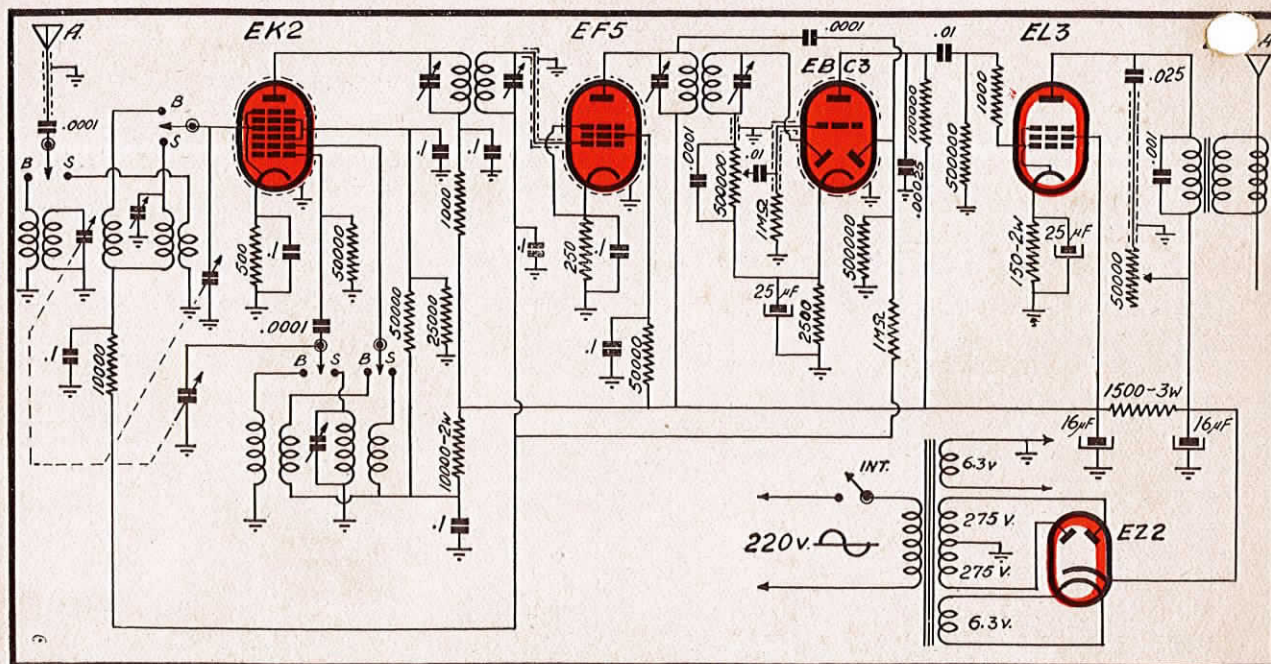 A.
EK2
EF5
EBC3
EL3
A
.0001
B
S
B
S
.1
10000
500
.1
50000
.0001
B
S
B
S
50000
25000
.1
.1
1000
10000-2W
.1
.1
250
.1
.1
50000
.0001
.0001
500000
.01
1MΩ
25 µF
2500
500000
1MΩ
.00025
100000
.01
500000
1000
150-2W
25 µF
.025
50000
.001
1500-3W
16µF
16µF
INT.
220V.
6.3V
275 V.
275 V.
6.3V.
EZ2